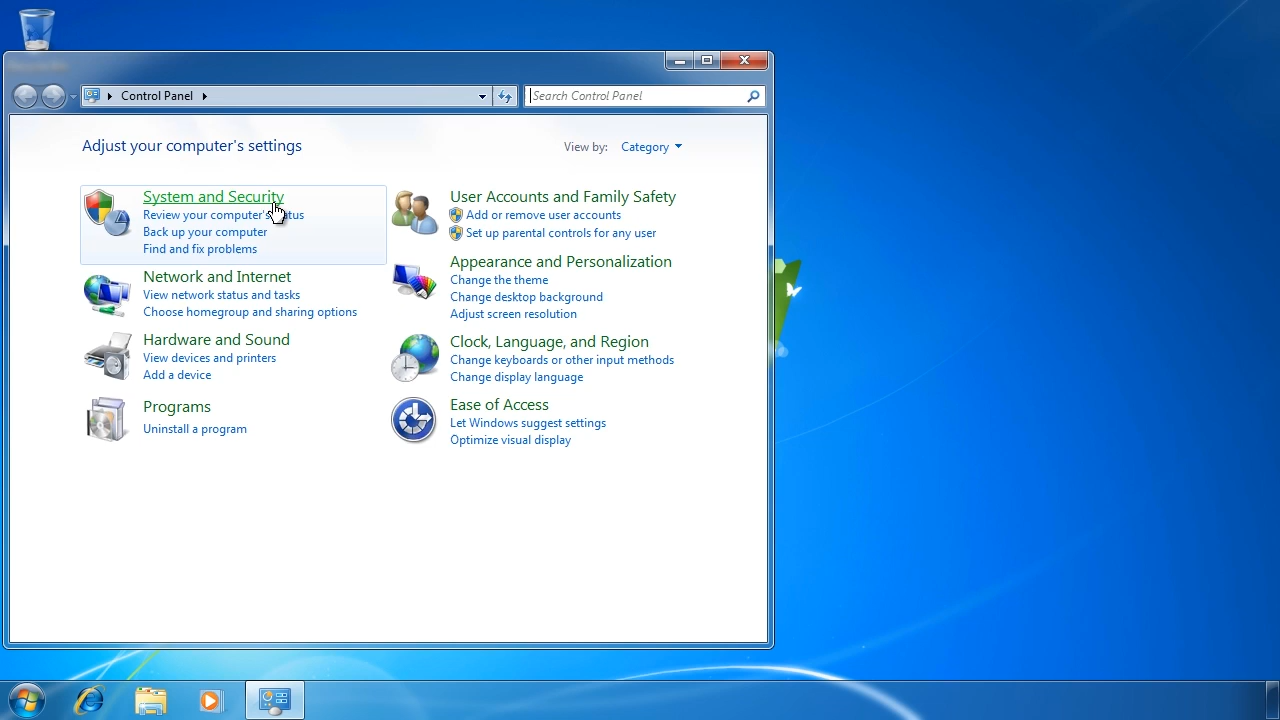 Control Panel
Search Control Panel
Adjust your computer's settings
View by: Category
System and Security
Review your computer's status
Back up your computer
Find and fix problems
Network and Internet
View network status and tasks
Choose homegroup and sharing options
Hardware and Sound
View devices and printers
Add a device
Programs
Uninstall a program
User Accounts and Family Safety
Add or remove user accounts
Set up parental controls for any user
Appearance and Personalization
Change the theme
Change desktop background
Adjust screen resolution
Clock, Language, and Region
Change keyboards or other input methods
Change display language
Ease of Access
Let Windows suggest settings
Optimize visual display